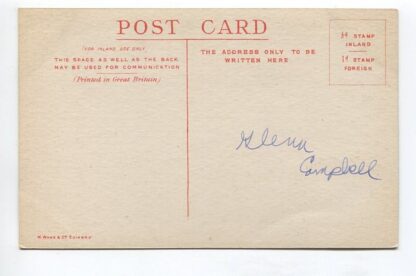 POST CARD
(FOR INLAND USE ONLY)
THIS SPACE AS WELL AS THE BACK
MAY BE USED FOR COMMUNICATION
(Printed in Great Britain)
THE ADDRESS ONLY TO BE
WRITTEN HERE
½d STAMP
INLAND
1d STAMP
FOREIGN
Glenn
Campbell